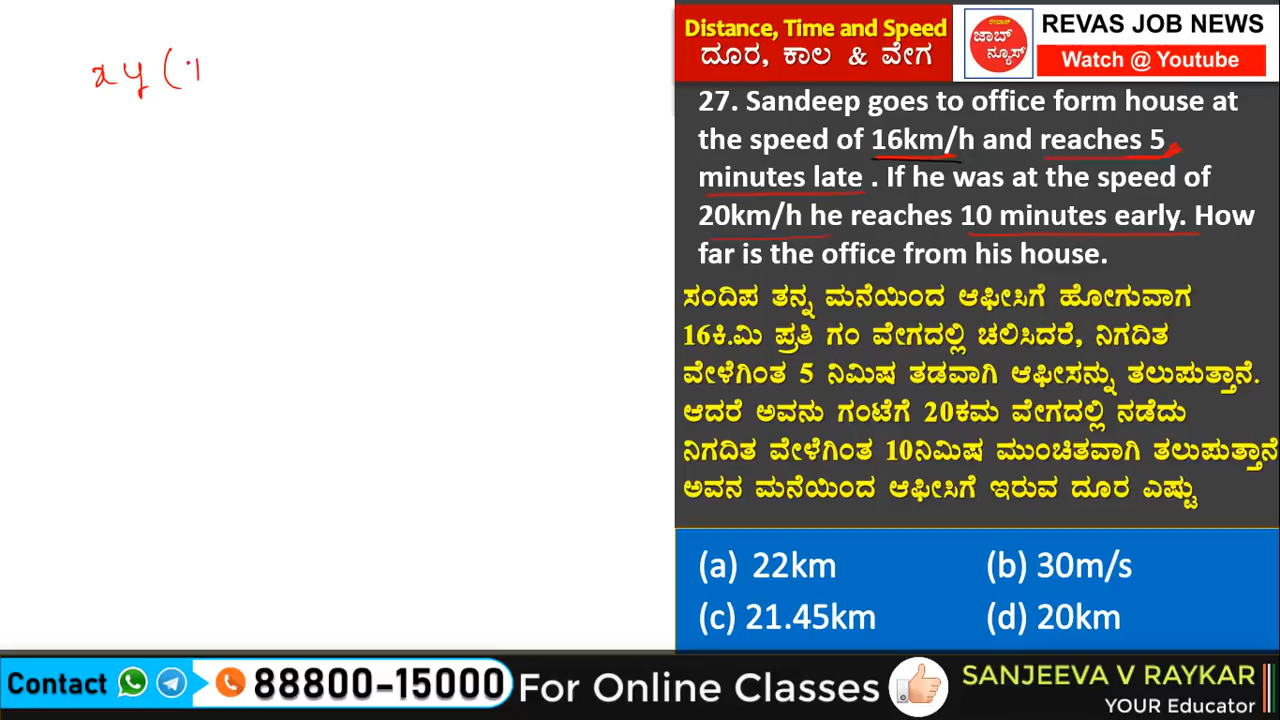 x y (
Distance, Time and Speed
ದೂರ, ಕಾಲ & ವೇಗ
ರೇವಾಸ್
ಜಾಬ್
ನ್ಯೂಸ್
REVAS JOB NEWS
Watch @ Youtube
27. Sandeep goes to office form house at
the speed of 16km/h and reaches 5
minutes late . If he was at the speed of
20km/h he reaches 10 minutes early. How
far is the office from his house.
ಸಂದಿಪ ತನ್ನ ಮನೆಯಿಂದ ಆಫೀಸಿಗೆ ಹೋಗುವಾಗ
16ಕಿ.ಮಿ ಪ್ರತಿ ಗಂ ವೇಗದಲ್ಲಿ ಚಲಿಸಿದರೆ, ನಿಗದಿತ
ವೇಳೆಗಿಂತ 5 ನಿಮಿಷ ತಡವಾಗಿ ಆಫೀಸನ್ನು ತಲುಪುತ್ತಾನೆ.
ಆದರೆ ಅವನು ಗಂಟೆಗೆ 20ಕಮ ವೇಗದಲ್ಲಿ ನಡೆದು
ನಿಗದಿತ ವೇಳೆಗಿಂತ 10ನಿಮಿಷ ಮುಂಚಿತವಾಗಿ ತಲುಪುತ್ತಾನೆ
ಅವನ ಮನೆಯಿಂದ ಆಫೀಸಿಗೆ ಇರುವ ದೂರ ಎಷ್ಟು
(a) 22km (b) 30m/s
(c) 21.45km (d) 20km
Contact 88800-15000 For Online Classes
SANJEEVA V RAYKAR
YOUR Educator